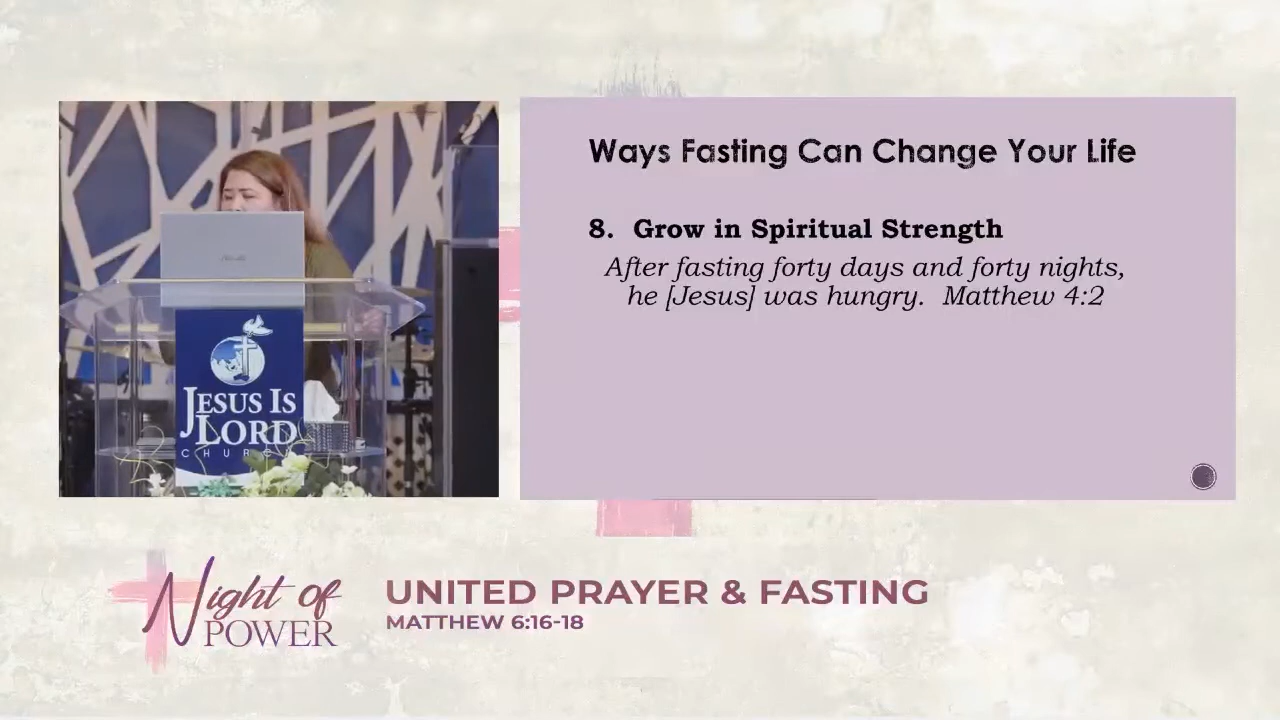 Ways Fasting Can Change Your Life
8. Grow in Spiritual Strength
After fasting forty days and forty nights,
he [Jesus] was hungry. Matthew 4:2
JESUS IS
LORD
CHURCH
Night of
POWER
UNITED PRAYER & FASTING
MATTHEW 6:16-18